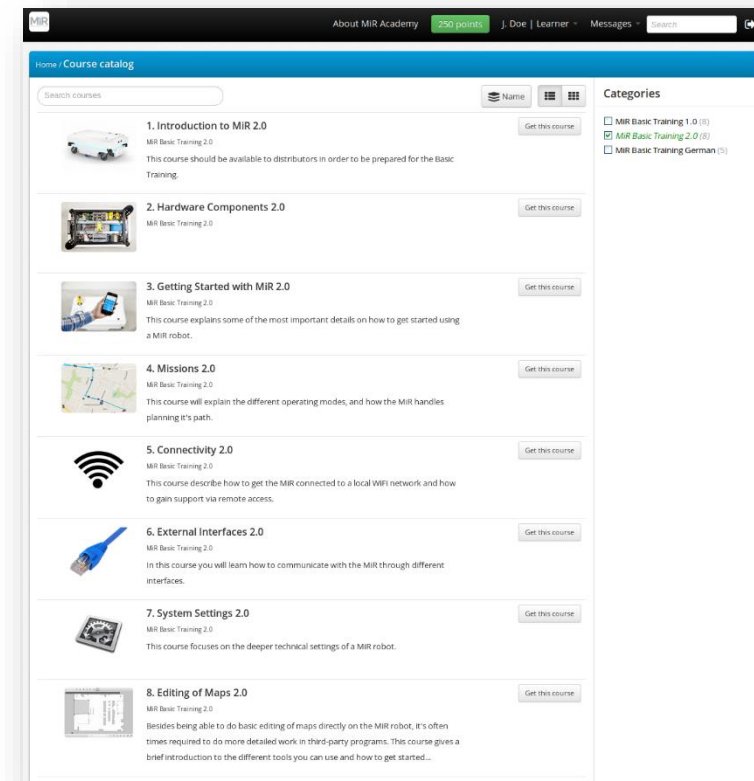 MiR
About MiR Academy 250 points J. Doe | Learner Messages Search
Home / Course catalog
Search courses
Name
Categories
MiR Basic Training 1.0 (8)
MiR Basic Training 2.0 (8)
MiR Basic Training German (5)
1. Introduction to MiR 2.0
Get this course
MiR Basic Training 2.0
This course should be available to distributors in order to be prepared for the Basic
Training.
2. Hardware Components 2.0
Get this course
MiR Basic Training 2.0
3. Getting Started with MiR 2.0
Get this course
MiR Basic Training 2.0
This course explains some of the most important details on how to get started using
a MiR robot.
4. Missions 2.0
Get this course
MiR Basic Training 2.0
This course will explain the different operating modes, and how the MiR handles
planning it's path.
5. Connectivity 2.0
Get this course
MiR Basic Training 2.0
This course describe how to get the MiR connected to a local WiFi network and how
to gain support via remote access.
6. External Interfaces 2.0
Get this course
MiR Basic Training 2.0
In this course you will learn how to communicate with the MiR through different
interfaces.
7. System Settings 2.0
Get this course
MiR Basic Training 2.0
This course focuses on the deeper technical settings of a MiR robot.
8. Editing of Maps 2.0
Get this course
MiR Basic Training 2.0
Besides being able to do basic editing of maps directly on the MiR robot, it's often
times required to do more detailed work in third-party programs. This course gives a
brief introduction to the different tools you can use and how to get started...